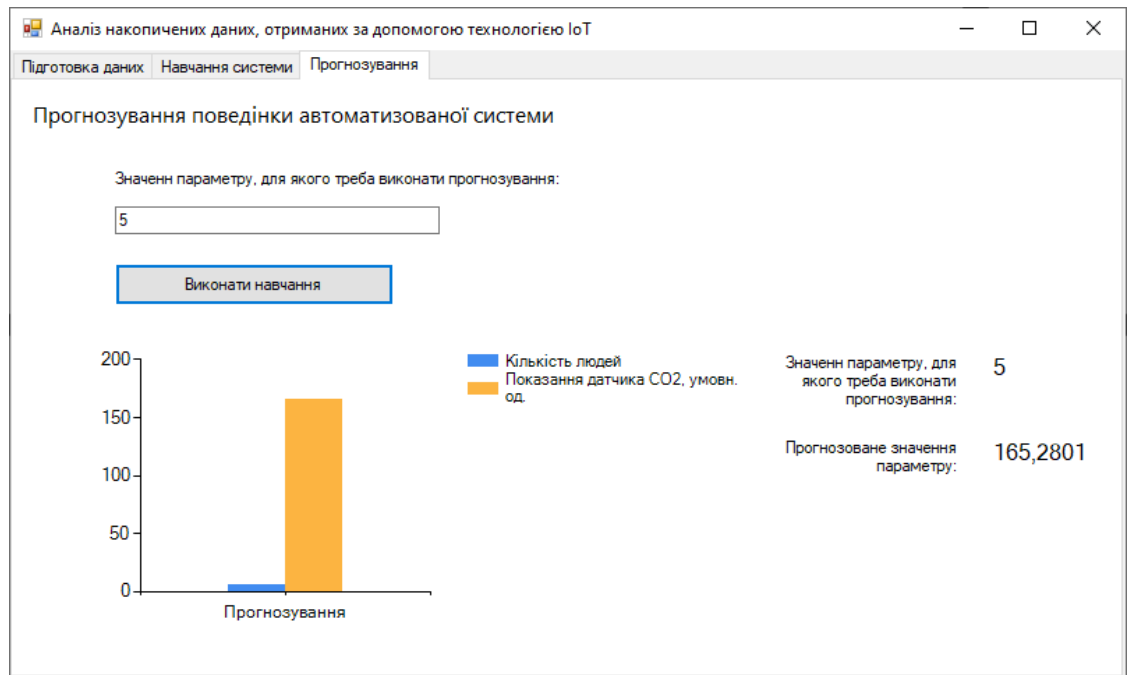 Аналіз накопичених даних, отриманих за допомогою технологією IoT
Підготовка даних Навчання системи Прогнозування
Прогнозування поведінки автоматизованої системи
Значенн параметру, для якого треба виконати прогнозування:
5
Виконати навчання
200
150
100
50
0
Прогнозування
Кількість людей
Показання датчика CO2, умовн.
од.
Значенн параметру, для
якого треба виконати
прогнозування:
5
Прогнозоване значення
параметру:
165,2801